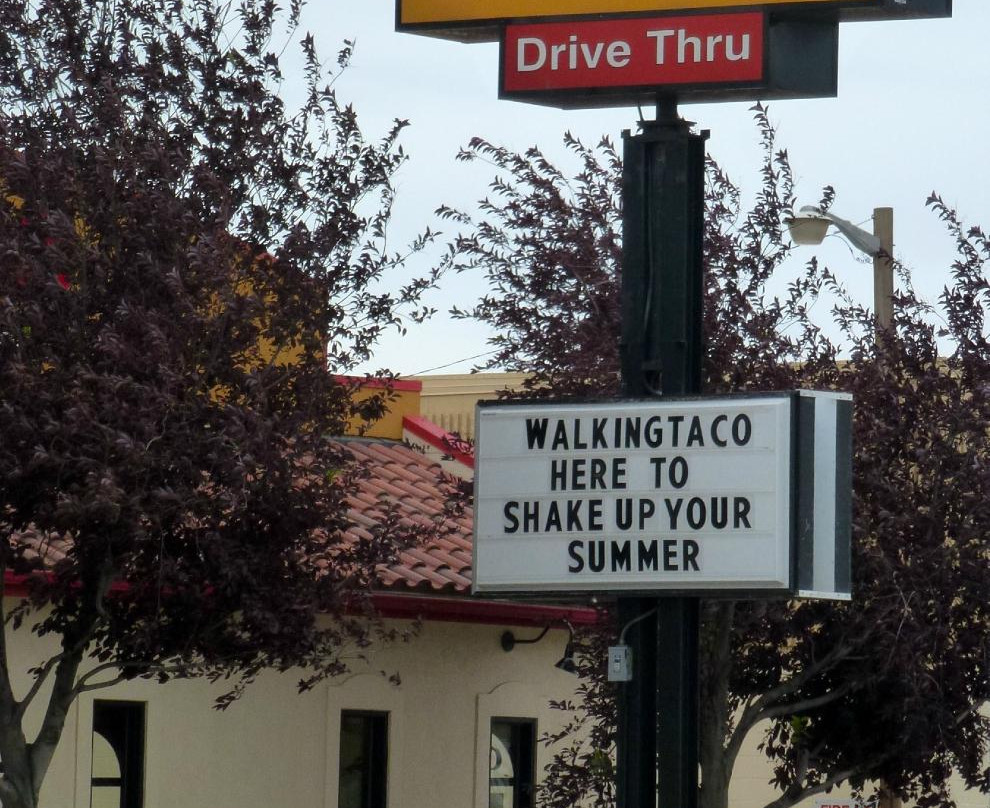 Drive Thru
WALKINGTACO
HERE TO
SHAKE UP YOUR
SUMMER